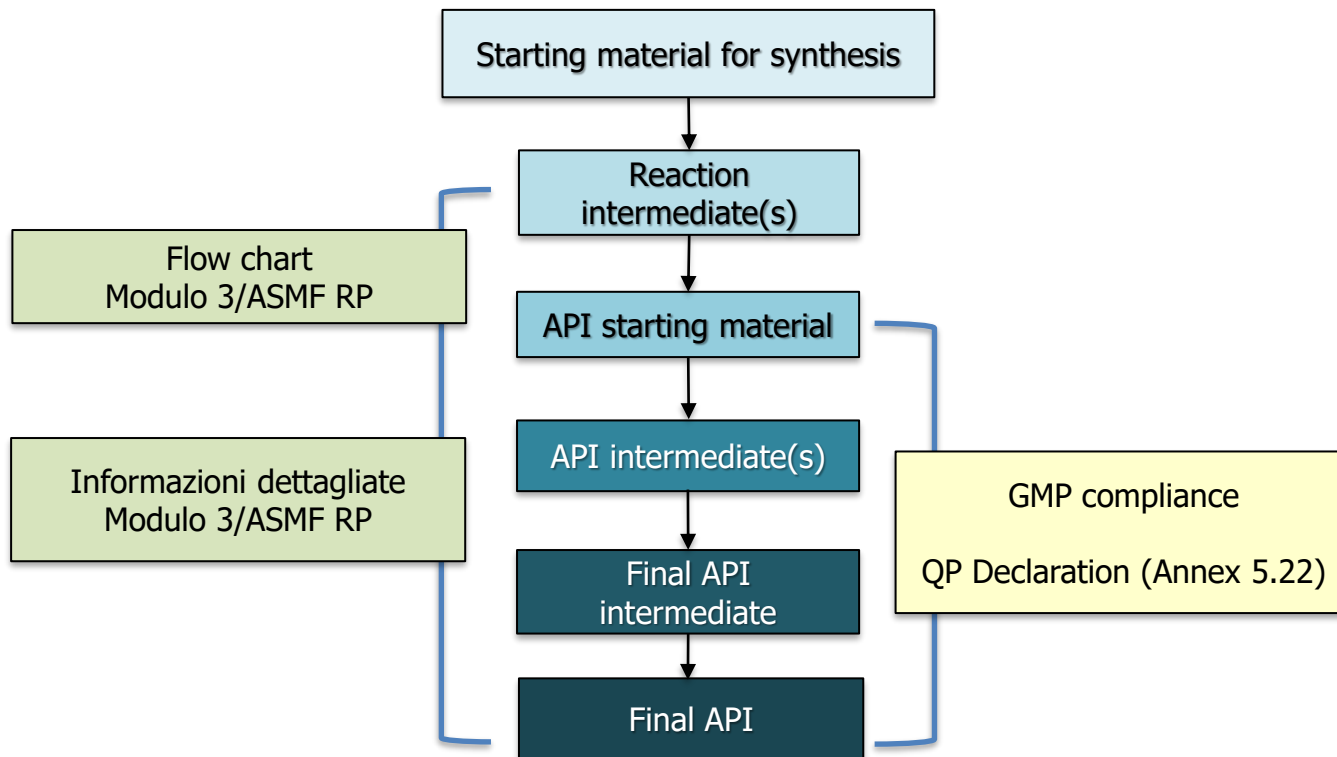 Starting material for synthesis
Reaction
intermediate(s)
Flow chart
Modulo 3/ASMF RP
API starting material
API intermediate(s)
Informazioni dettagliate
Modulo 3/ASMF RP
GMP compliance
QP Declaration (Annex 5.22)
Final API
intermediate
Final API